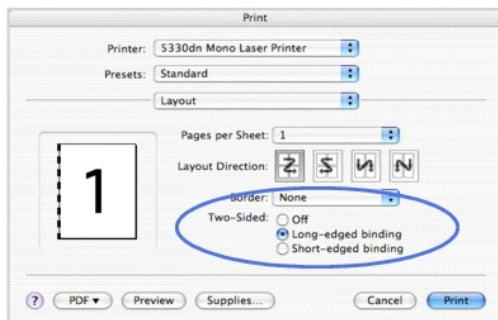 Print
Printer: 5330dn Mono Laser Printer
Presets: Standard
Layout
Pages per Sheet: 1
Layout Direction:
1
Border: None
Two-Sided: Off
Long-edged binding
Short-edged binding
? PDF ▼ Preview Supplies... Cancel Print